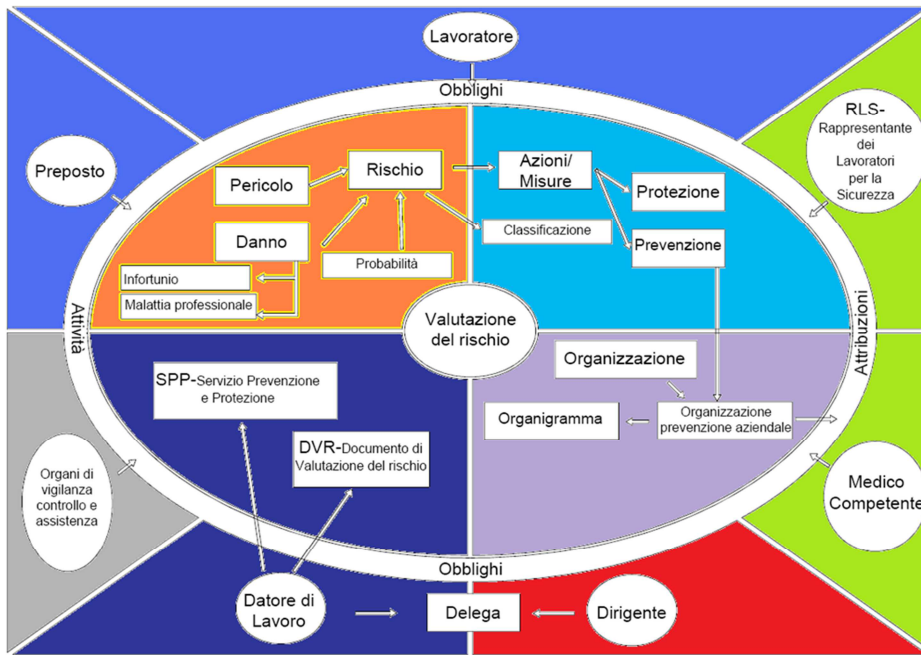 Lavoratore
Obblighi
RLS-
Rappresentante
dei
Lavoratori
per la
Sicurezza
Preposto
Pericolo
Rischio
Azioni/
Misure
Protezione
Danno
Classificazione
Prevenzione
Probabilità
Infortunio
Malattia professionale
Attività
Valutazione
del rischio
Attribuzioni
SPP-Servizio Prevenzione
e Protezione
Organizzazione
Organigramma
Organizzazione
prevenzione aziendale
DVR-Documento di
Valutazione del rischio
Organi di
vigilanza
controllo e
assistenza
Medico
Competente
Obblighi
Datore di
Lavoro
Delega
Dirigente